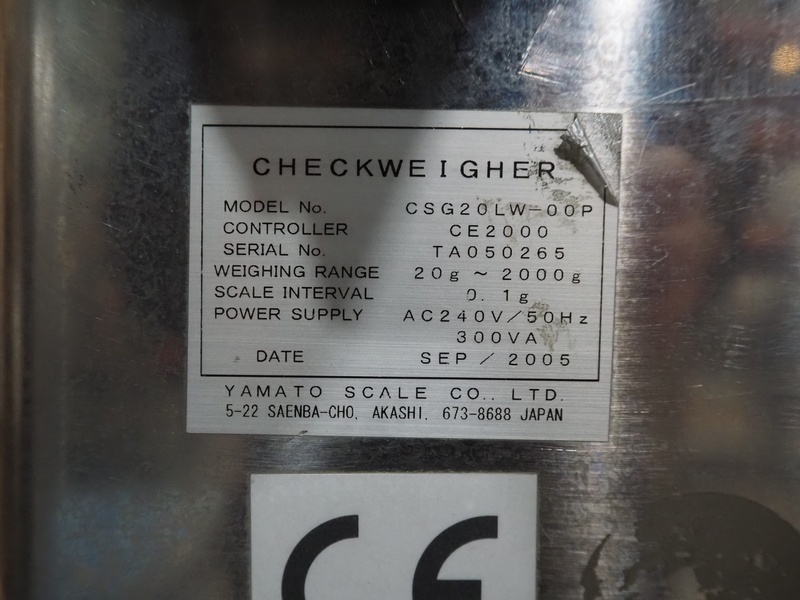 CHECKWEIGHER
MODEL No. CSG20LW-00P
CONTROLLER CE2000
SERIAL No. TA050265
WEIGHING RANGE 20g ~ 2000g
SCALE INTERVAL 0.1g
POWER SUPPLY AC240V/50Hz
300VA
DATE SEP / 2005
YAMATO SCALE CO., LTD.
5-22 SAENBA-CHO, AKASHI, 673-8688 JAPAN
CE